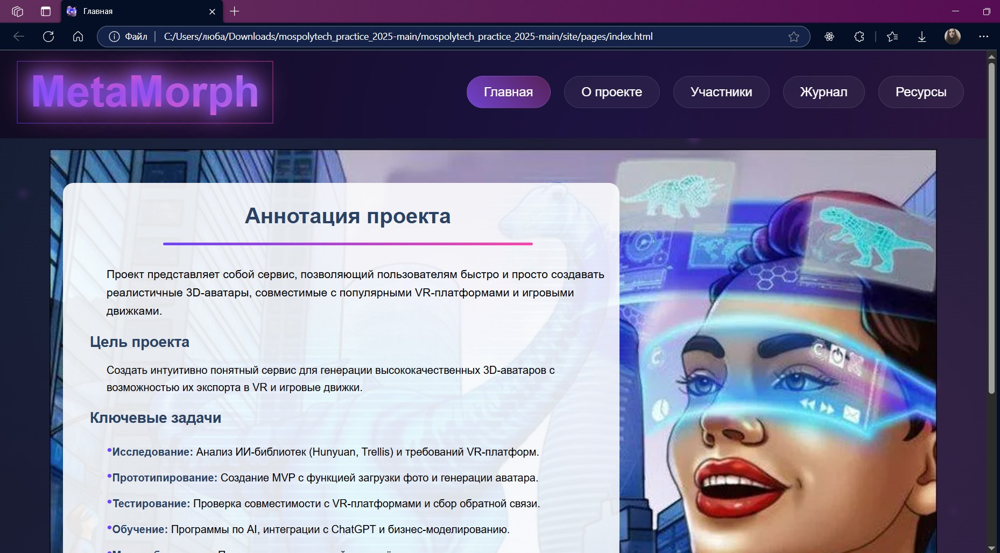 Главная
Файл
C:/Users/люба/Downloads/mospolytech_practice_2025-main/mospolytech_practice_2025-main/site/pages/index.html
MetaMorph
Главная
О проекте
Участники
Журнал
Ресурсы
Аннотация проекта
Проект представляет собой сервис, позволяющий пользователям быстро и просто создавать
реалистичные 3D-аватары, совместимые с популярными VR-платформами и игровыми
движками.
Цель проекта
Создать интуитивно понятный сервис для генерации высококачественных 3D-аватаров с
возможностью их экспорта в VR и игровые движки.
Ключевые задачи
•Исследование: Анализ ИИ-библиотек (Hunyuan, Trellis) и требований VR-платформ.
•Прототипирование: Создание MVP с функцией загрузки фото и генерации аватара.
•Тестирование: Проверка совместимости с VR-платформами и сбор обратной связи.
•Обучение: Программы по AI, интеграции с ChatGPT и бизнес-моделированию.